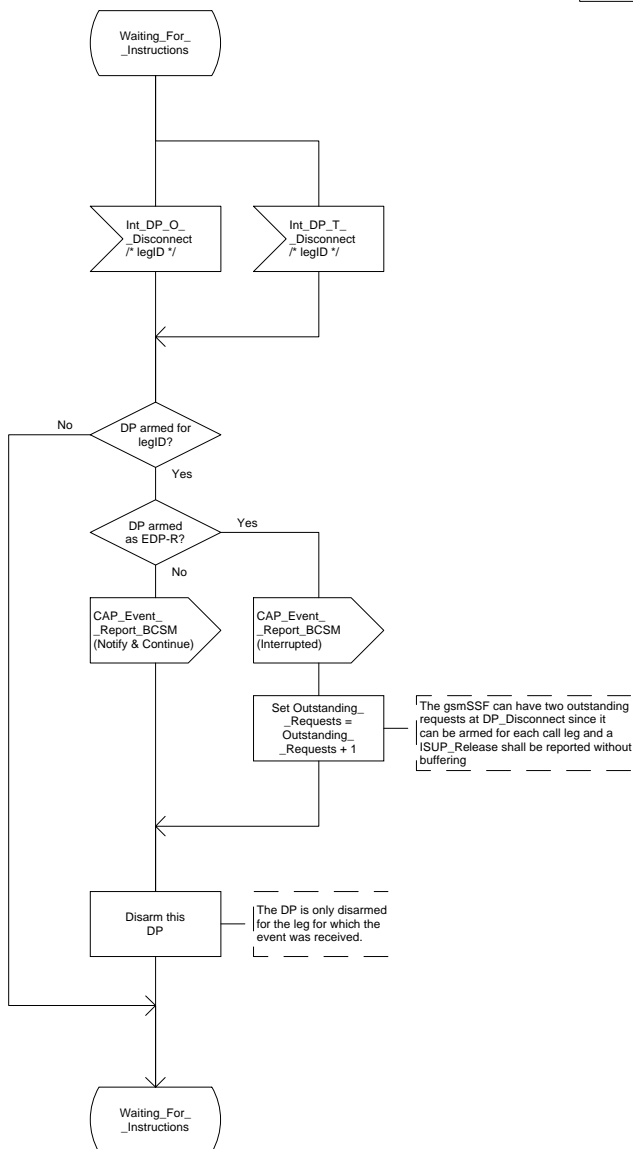 Waiting_For_
_Instructions
Int_DP_O_
_Disconnect
/* legID */
Int_DP_T_
_Disconnect
/* legID */
DP armed for
legID?
No
Yes
DP armed
as EDP-R?
Yes
No
CAP_Event_
_Report_BCSM
(Notify & Continue)
CAP_Event_
_Report_BCSM
(Interrupted)
Set Outstanding_
_Requests =
Outstanding_
_Requests + 1
The gsmSSF can have two outstanding
requests at DP_Disconnect since it
can be armed for each call leg and a
ISUP_Release shall be reported without
buffering
Disarm this
DP
The DP is only disarmed
for the leg for which the
event was received.
Waiting_For_
_Instructions